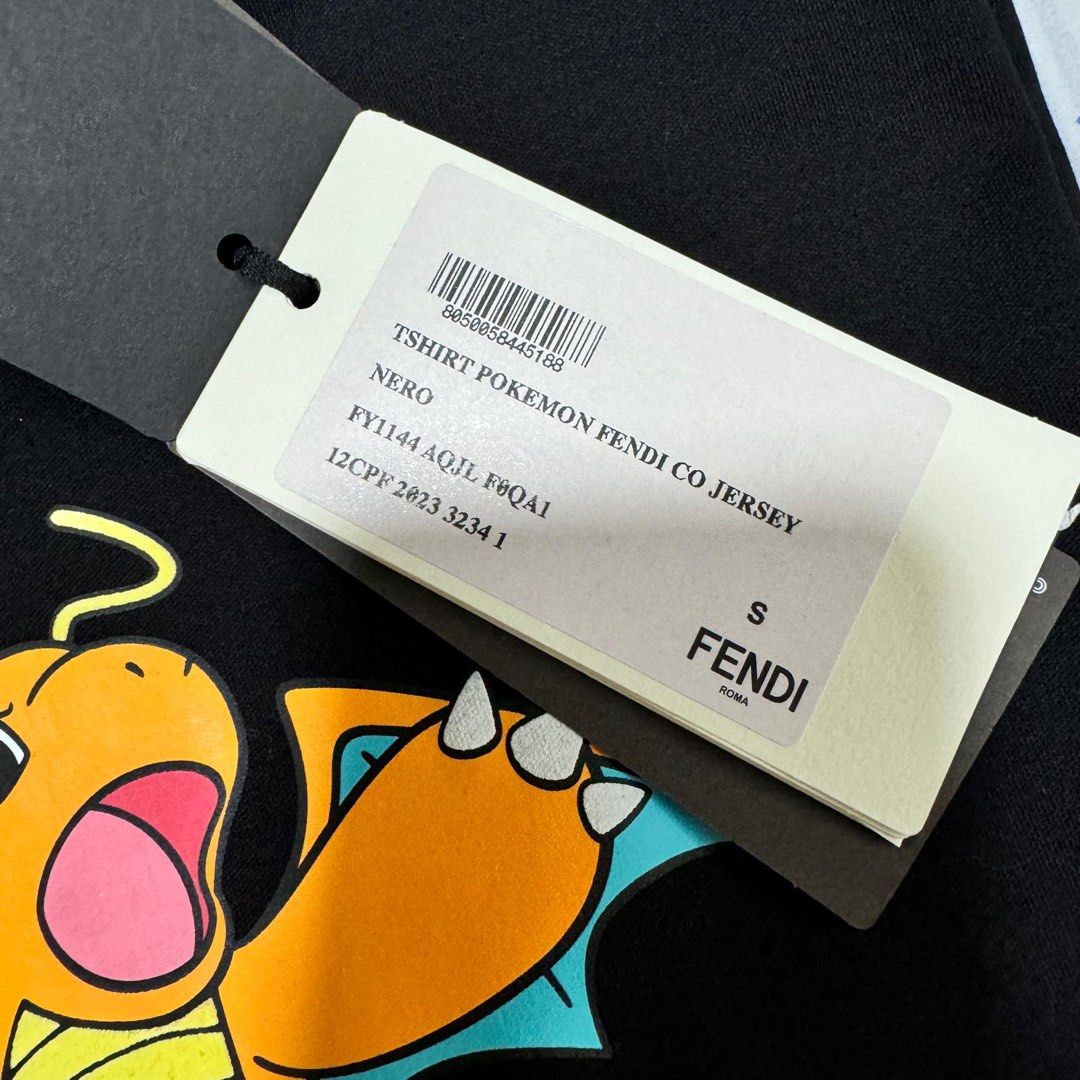 8050058445188
TSHIRT POKEMON FENDI CO JERSEY
NERO
FY1144 AQJL F0QA1
12CPF 2023 3234 1
S
FENDI
ROMA